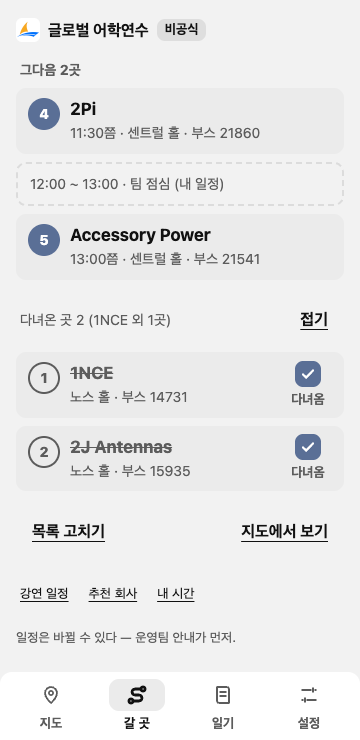 글로벌 어학연수 비공식
그다음 2곳
4 2Pi
11:30쯤 · 센트럴 홀 · 부스 21860
12:00 ~ 13:00 · 팀 점심 (내 일정)
5 Accessory Power
13:00쯤 · 센트럴 홀 · 부스 21541
다녀온 곳 2 (1NCE 외 1곳) 접기
1 1NCE
노스 홀 · 부스 14731 다녀옴
2 2J Antennas
노스 홀 · 부스 15935 다녀옴
목록 고치기 지도에서 보기
강연 일정 추천 회사 내 시간
일정은 바뀔 수 있다 — 운영팀 안내가 먼저.
지도 갈 곳 일기 설정